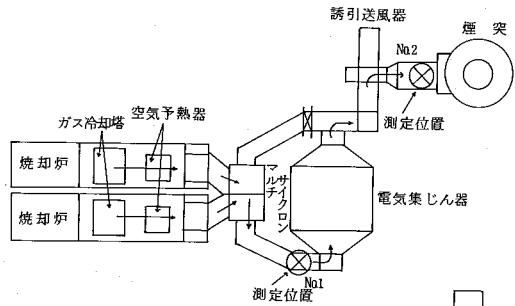 誘引送風器
煙突
No.2
測定位置
ガス冷却塔
空気予熱器
焼却炉
マルチ
サイクロン
電気集じん器
焼却炉
No.1
測定位置